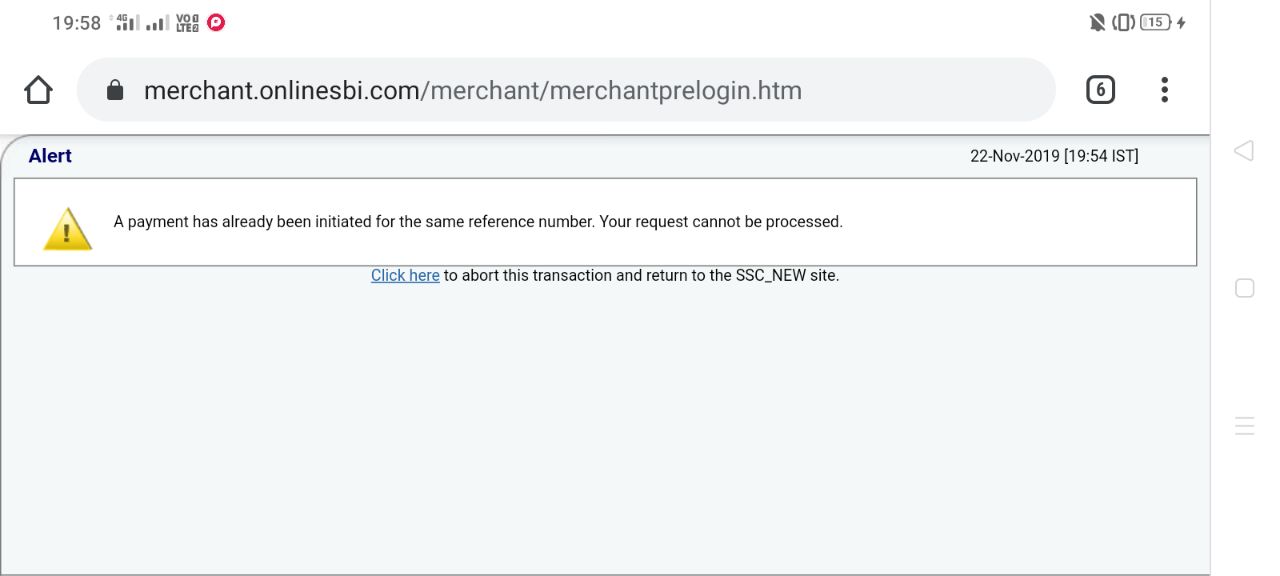 19:58 4G VO LTE 15
merchant.onlinesbi.com/merchant/merchantprelogin.htm 6
Alert 22-Nov-2019 [19:54 IST]
A payment has already been initiated for the same reference number. Your request cannot be processed.
Click here to abort this transaction and return to the SSC_NEW site.